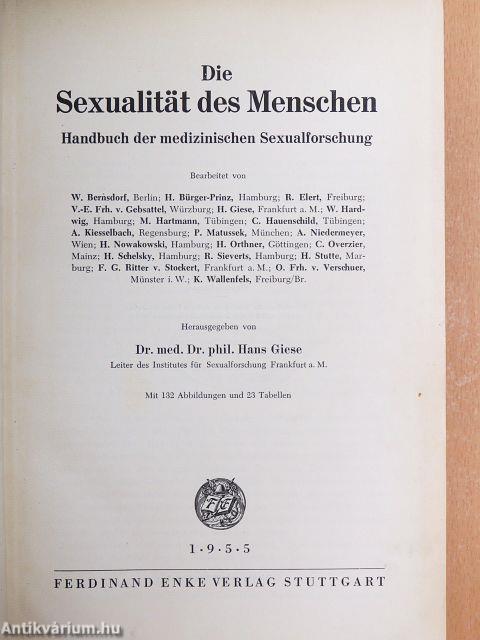 Die
Sexualität des Menschen
Handbuch der medizinischen Sexualforschung
Bearbeitet von
W. Bernsdorf, Berlin; H. Bürger-Prinz, Hamburg; R. Elert, Freiburg;
V.-E. Frh. v. Gebsattel, Würzburg; H. Giese, Frankfurt a. M.; W. Hard-
wig, Hamburg; M. Hartmann, Tübingen; C. Hauenschild, Tübingen;
A. Kiesselbach, Regensburg; P. Matussek, München; A. Niedermeyer,
Wien; H. Nowakowski, Hamburg; H. Orthner, Göttingen; C. Overzier,
Mainz; H. Schelsky, Hamburg; R. Sieverts, Hamburg; H. Stutte, Mar-
burg; F. G. Ritter v. Stockert, Frankfurt a. M.; O. Frh. v. Verschuer,
Münster i. W.; K. Wallenfels, Freiburg/Br.
Herausgegeben von
Dr. med. Dr. phil. Hans Giese
Leiter des Institutes für Sexualforschung Frankfurt a. M.
Mit 132 Abbildungen und 23 Tabellen
FE
1·9·5·5
FERDINAND ENKE VERLAG STUTTGART
Antikvárium.hu